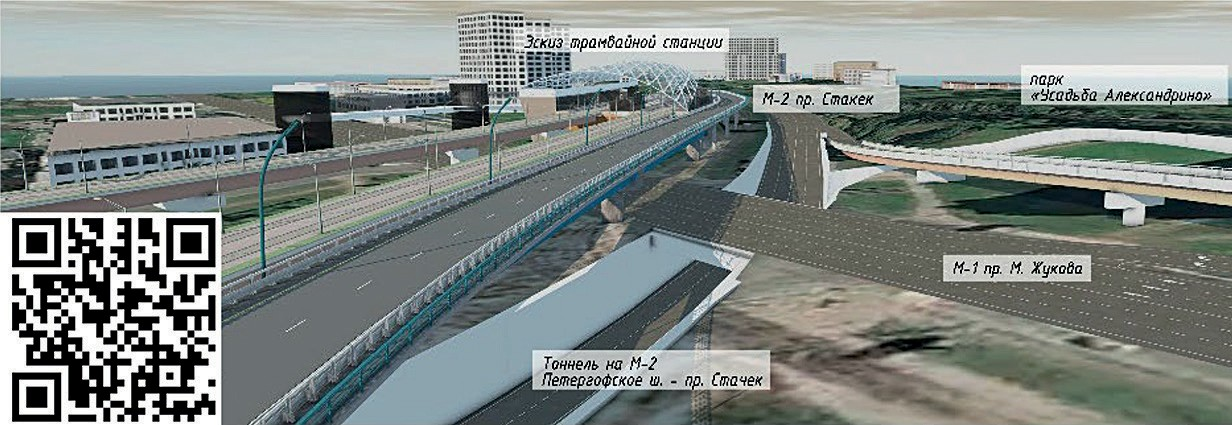 Эскиз трамвайной станции
М-2 пр. Стакек
парк
«Усадьба Александрино»
М-1 пр. М. Жукова
Тоннель на М-2
Петергофское ш. - пр. Стачек